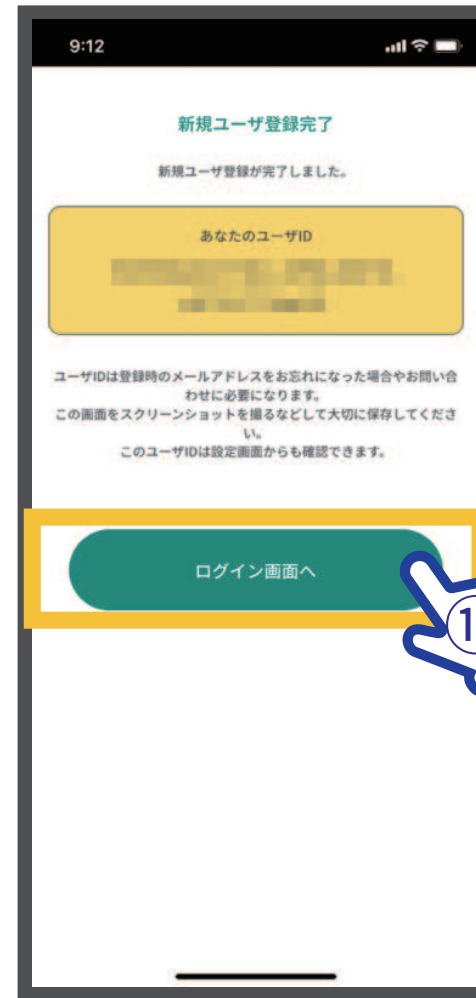 9:12
新規ユーザ登録完了
新規ユーザ登録が完了しました。
あなたのユーザID
ユーザIDは登録時のメールアドレスをお忘れになった場合やお問い合
わせに必要になります。
この画面をスクリーンショットを撮るなどして大切に保存してくださ
い。
このユーザIDは設定画面からも確認できます。
ログイン画面へ
1